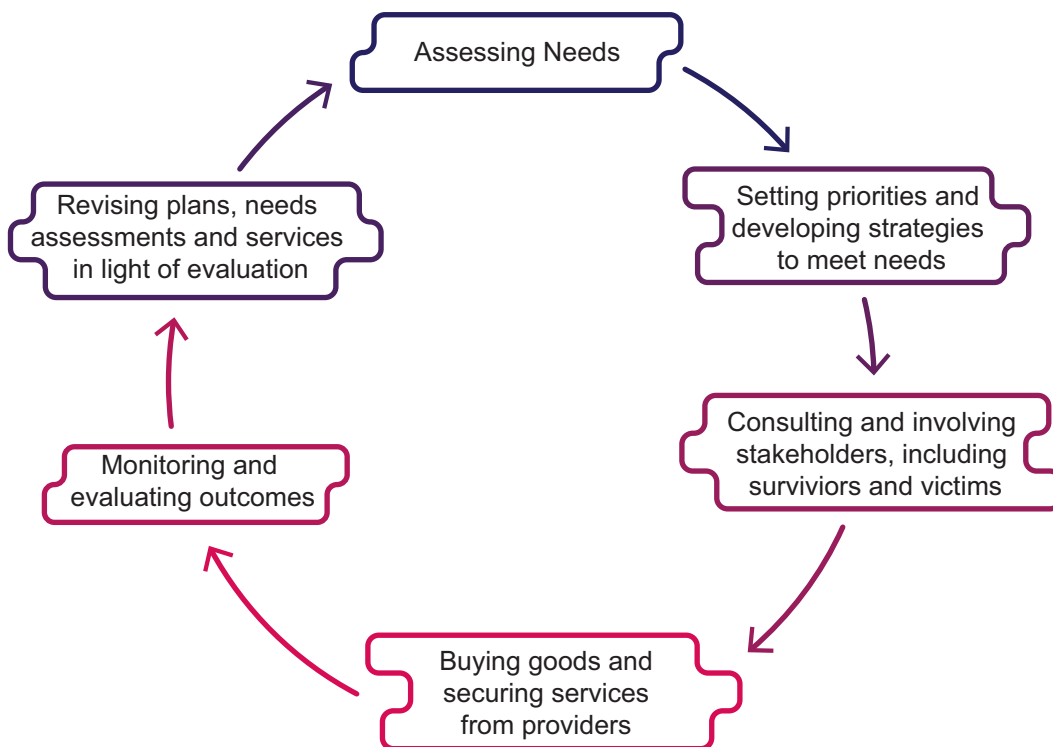 Assessing Needs
Setting priorities and
developing strategies
to meet needs
Consulting and involving
stakeholders, including
surviviors and victims
Buying goods and
securing services
from providers
Monitoring and
evaluating outcomes
Revising plans, needs
assessments and services
in light of evaluation